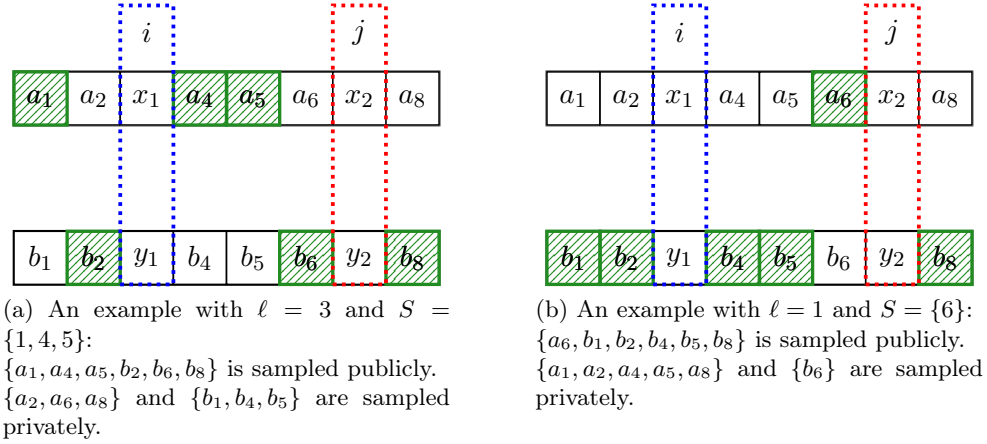 i j
a₁ a₂ x₁ a₄ a₅ a₆ x₂ a₈
b₁ b₂ y₁ b₄ b₅ b₆ y₂ b₈
(a) An example with ℓ = 3 and S =
{1, 4, 5}:
{a₁, a₄, a₅, b₂, b₆, b₈} is sampled publicly.
{a₂, a₆, a₈} and {b₁, b₄, b₅} are sampled
privately.
i j
a₁ a₂ x₁ a₄ a₅ a₆ x₂ a₈
b₁ b₂ y₁ b₄ b₅ b₆ y₂ b₈
(b) An example with ℓ = 1 and S = {6}:
{a₆, b₁, b₂, b₄, b₅, b₈} is sampled publicly.
{a₁, a₂, a₄, a₅, a₈} and {b₆} are sampled
privately.